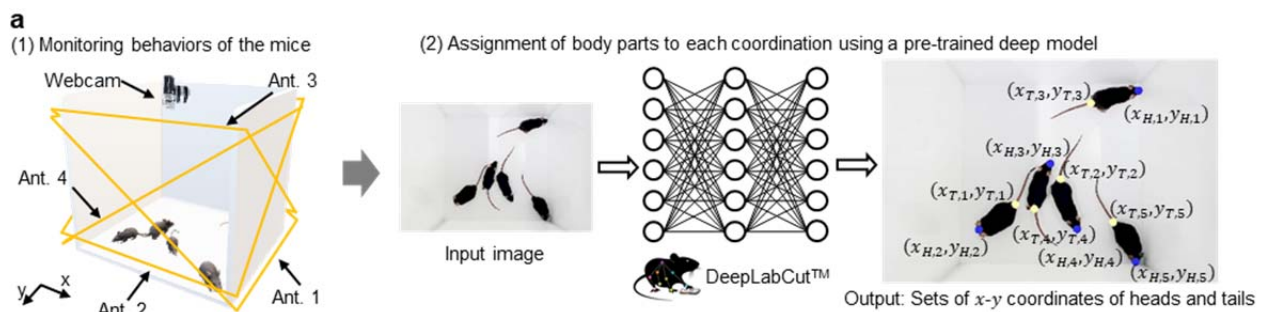 a
(1) Monitoring behaviors of the mice
(2) Assignment of body parts to each coordination using a pre-trained deep model
Webcam
Ant. 3
Ant. 4
Ant. 2
Ant. 1
y
x
Input image
DeepLabCut™
(x_{T,3}, y_{T,3})
(x_{H,1}, y_{H,1})
(x_{H,3}, y_{H,3})
(x_{T,2}, y_{T,2})
(x_{T,1}, y_{T,1})
(x_{T,5}, y_{T,5})
(x_{H,2}, y_{H,2})
(x_{T,4}, y_{T,4})
(x_{H,4}, y_{H,4})
(x_{H,5}, y_{H,5})
Output: Sets of x-y coordinates of heads and tails